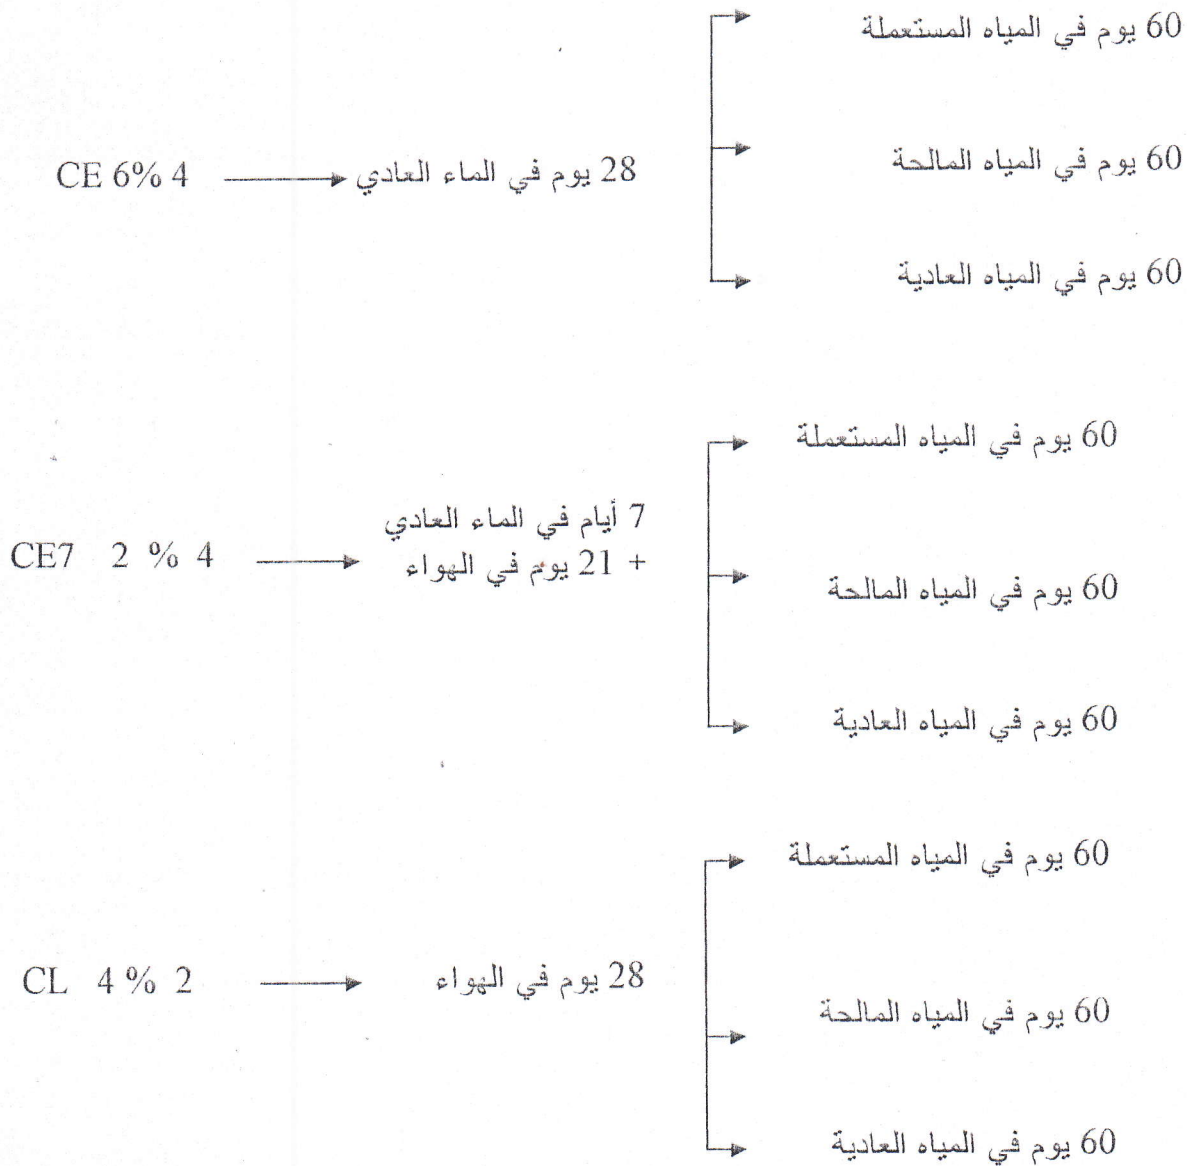 60 يوم في المياه المستعملة
CE 6% 4
28 يوم في الماء العادي
60 يوم في المياه المالحة
60 يوم في المياه العادية
60 يوم في المياه المستعملة
CE7 2 % 4
7 أيام في الماء العادي
+ 21 يوم في الهواء
60 يوم في المياه المالحة
60 يوم في المياه العادية
60 يوم في المياه المستعملة
CL 4 % 2
28 يوم في الهواء
60 يوم في المياه المالحة
60 يوم في المياه العادية